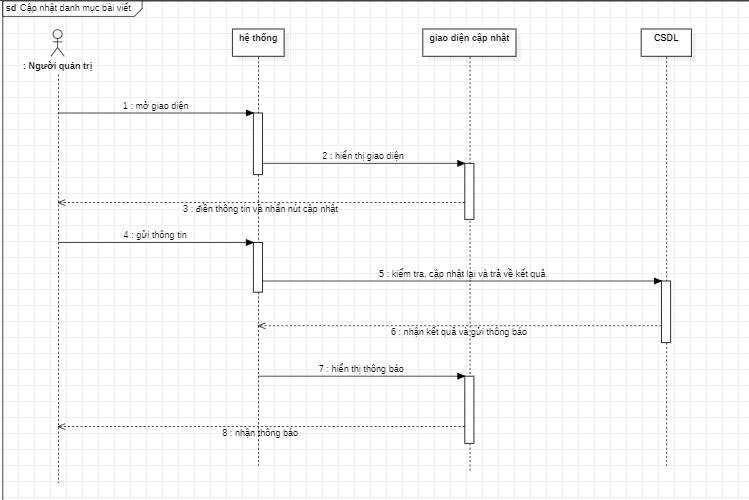 sd Cập nhật danh mục bài viết
hệ thống
giao diện cập nhật
CSDL
: Người quản trị
1 : mở giao diện
2 : hiển thị giao diện
3 : điền thông tin và nhấn nút cập nhật
4 : gửi thông tin
5 : kiểm tra, cập nhật lại và trả về kết quả
6 : nhận kết quả và gửi thông báo
7 : hiển thị thông báo
8 : nhận thông báo